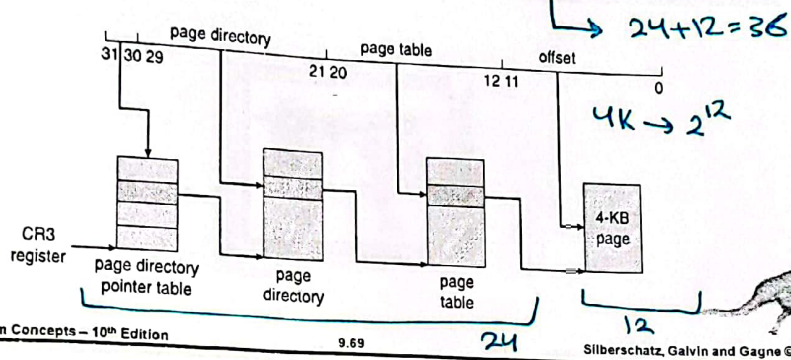 24+12=36
page directory
page table
offset
31 30 29
21 20
12 11
0
4K → 2^12
4-KB
page
CR3
register
page directory
pointer table
page
directory
page
table
24
12
n Concepts – 10th Edition
9.69
Silberschatz, Galvin and Gagne ©